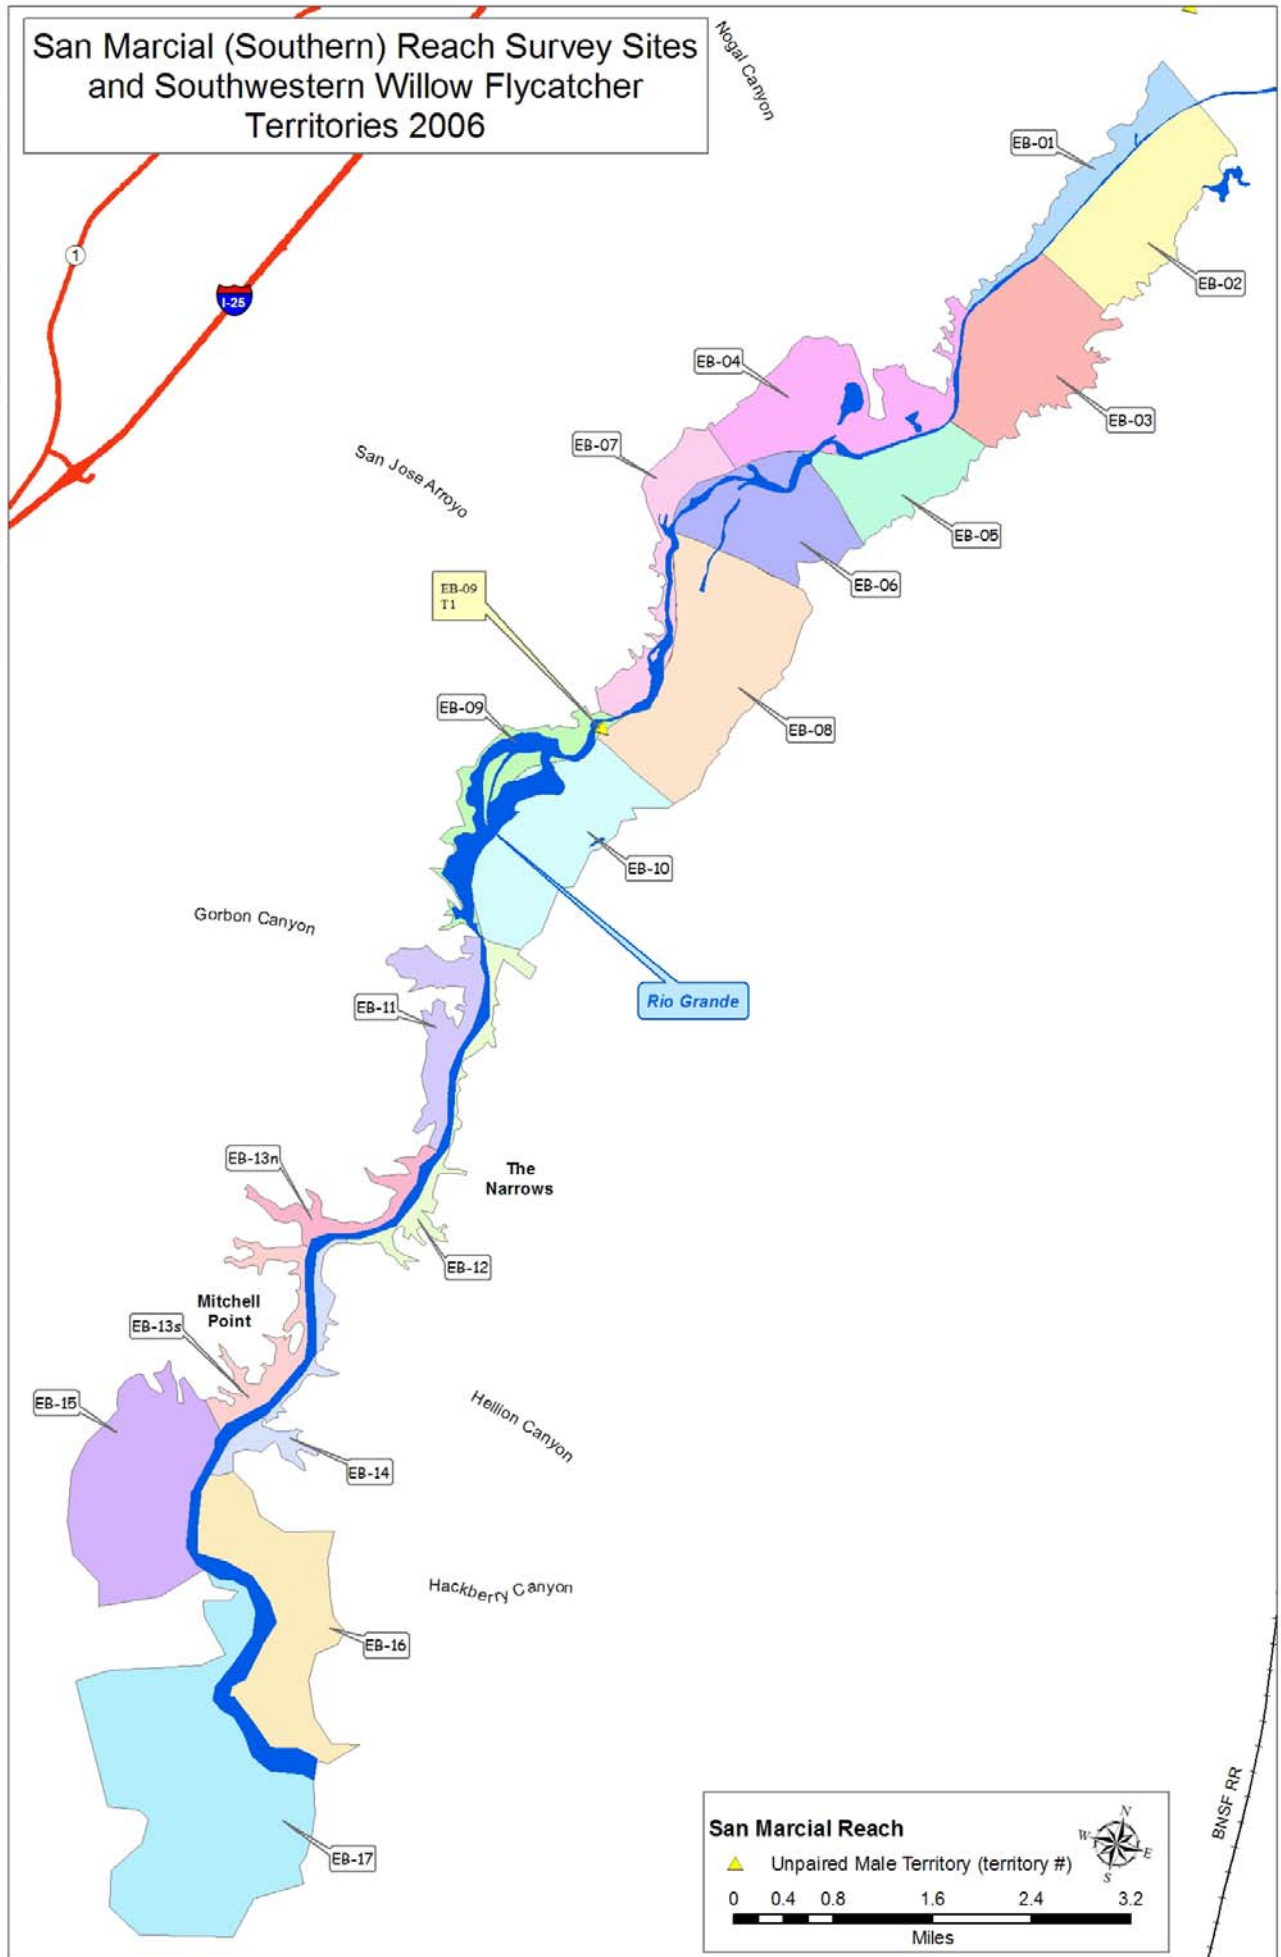 San Marcial (Southern) Reach Survey Sites
and Southwestern Willow Flycatcher
Territories 2006
Nogal Canyon
EB-01
1
I-25
EB-02
EB-04
EB-03
EB-07
San Jose Arroyo
EB-05
EB-06
EB-09
T1
EB-09
EB-08
EB-10
Gorbon Canyon
Rio Grande
EB-11
EB-13n
The
Narrows
EB-12
Mitchell
Point
EB-13s
EB-15
Hellion Canyon
EB-14
Hackberry Canyon
EB-16
EB-17
BNSF RR
San Marcial Reach
N
W
E
S
Unpaired Male Territory (territory #)
0 0.4 0.8 1.6 2.4 3.2
Miles